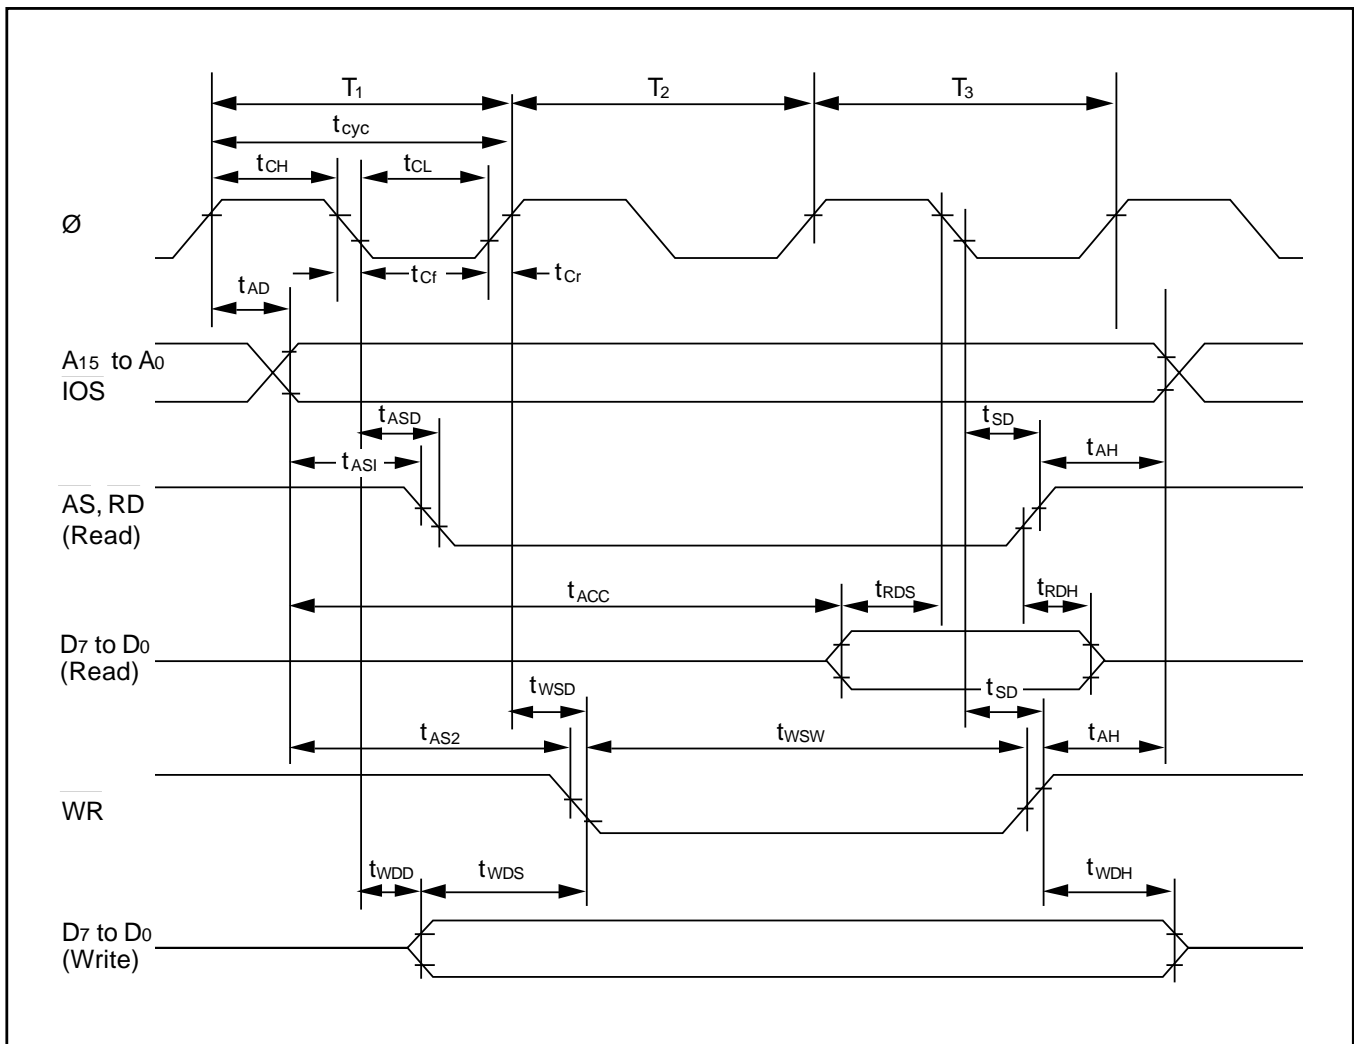 T1 T2 T3
tcyc
tCH tCL
Ø
tCf tCr
tAD
A15 to A0
IOS
tASD tSD
tASI tAH
AS, RD
(Read)
tACC tRDS tRDH
D7 to D0
(Read)
tWSD tSD
tAS2 tWSW tAH
WR
tWDD tWDS tWDH
D7 to D0
(Write)